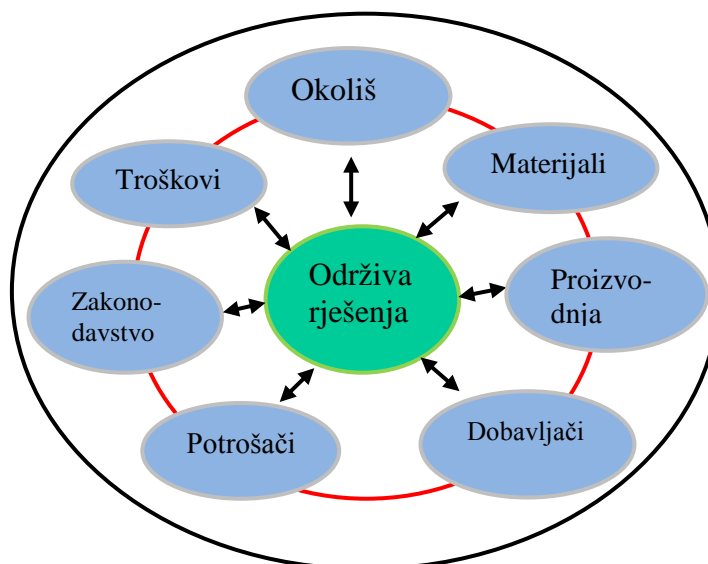 Okoliš
Materijali
Troškovi
Održiva
rješenja
Proizvo-
dnja
Zakono-
davstvo
Dobavljači
Potrošači